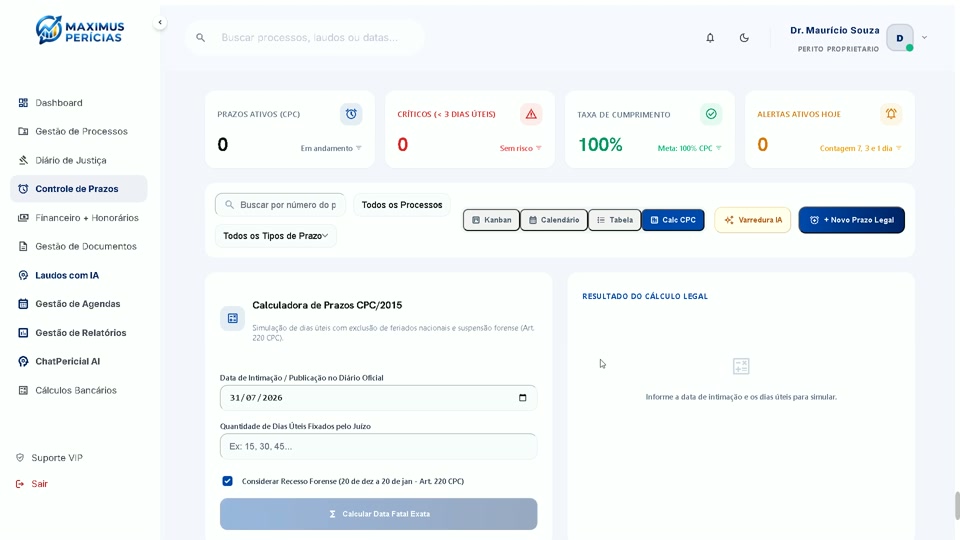 MAXIMUS
PERÍCIAS
Buscar processos, laudos ou datas...
Dr. Maurício Souza
PERITO PROPRIETARIO
D
Dashboard
Gestão de Processos
Diário de Justiça
Controle de Prazos
Financeiro + Honorários
Gestão de Documentos
Laudos com IA
Gestão de Agendas
Gestão de Relatórios
ChatPericial AI
Cálculos Bancários
Suporte VIP
Sair
PRAZOS ATIVOS (CPC)
0
Em andamento
CRÍTICOS (< 3 DIAS ÚTEIS)
0
Sem risco
TAXA DE CUMPRIMENTO
100%
Meta: 100% CPC
ALERTAS ATIVOS HOJE
0
Contagem 7, 3 e 1 dia
Buscar por número do p
Todos os Processos
Todos os Tipos de Prazo
Kanban
Calendário
Tabela
Calc CPC
Varredura IA
+ Novo Prazo Legal
Calculadora de Prazos CPC/2015
Simulação de dias úteis com exclusão de feriados nacionais e suspensão forense (Art.
220 CPC).
Data de Intimação / Publicação no Diário Oficial
31/07/2026
Quantidade de Dias Úteis Fixados pelo Juízo
Ex: 15, 30, 45...
Considerar Recesso Forense (20 de dez a 20 de jan - Art. 220 CPC)
Calcular Data Fatal Exata
RESULTADO DO CÁLCULO LEGAL
Informe a data de intimação e os dias úteis para simular.